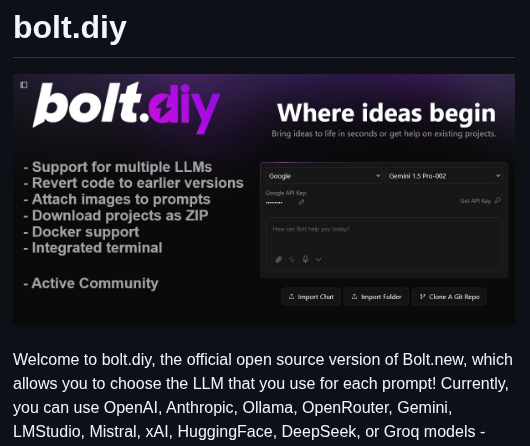 bolt.diy
bolt.diy
Where ideas begin
Bring ideas to life in seconds or get help on existing projects.
- Support for multiple LLMs
- Revert code to earlier versions
- Attach images to prompts
- Download projects as ZIP
- Docker support
- Integrated terminal
- Active Community
Google
Gemini 1.5 Pro-002
Google API Key:
Get API Key
How can Bolt help you today?
Import Chat
Import Folder
Clone A Git Repo
Welcome to bolt.diy, the official open source version of Bolt.new, which
allows you to choose the LLM that you use for each prompt! Currently,
you can use OpenAI, Anthropic, Ollama, OpenRouter, Gemini,
LMStudio, Mistral, xAI, HuggingFace, DeepSeek, or Groq models -